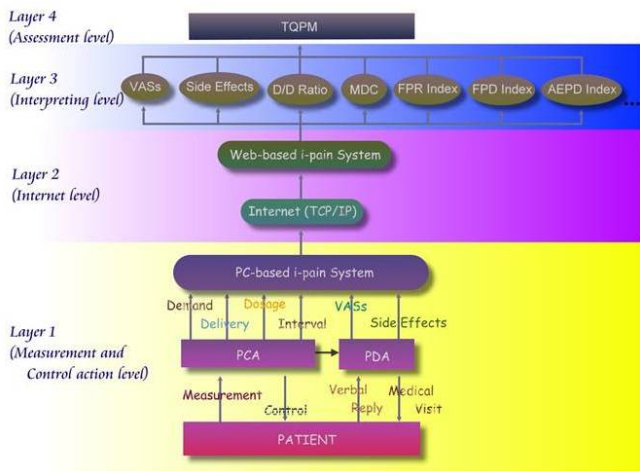 Layer 4
(Assessment level)
TQPM
Layer 3
(Interpreting level)
VASs
Side Effects
D/D Ratio
MDC
FPR Index
FPD Index
AEPD Index
...
Layer 2
(Internet level)
Web-based i-pain System
Internet (TCP/IP)
PC-based i-pain System
Demand
Delivery
Dosage
Interval
VASs
Side Effects
Layer 1
(Measurement and
Control action level)
PCA
PDA
Measurement
Control
Verbal
Reply
Medical
Visit
PATIENT